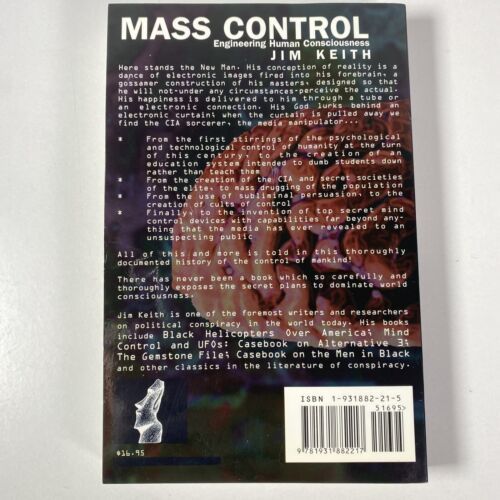 MASS CONTROL
Engineering Human Consciousness
JIM KEITH
Here stands the New Man. His conception of reality is a
dance of electronic images fired into his forebrain, a
gossamer construction of his masters, designed so that
he will not under any circumstances perceive the actual.
His happiness is delivered to him through a tube or
an electronic connection. His God lurks behind an
electronic curtain; when the curtain is pulled away we
find the CIA sorcerer, the media manipulator...
* From the first stirrings of the psychological
and technological control of humanity at the turn
of this century, to the creation of an
education system intended to dumb students down
rather than teach them
* From the creation of the CIA and secret societies
of the elite, to mass drugging of the population
* From the use of subliminal persuasion, to the
creation of cults of control
* Finally, to the invention of top secret mind
control devices with capabilities far beyond any-
thing that the media has ever revealed to an
unsuspecting public
All of this and more is told in this thoroughly
documented history of the control of mankind!
There has never been a book which so carefully and
thoroughly exposes the secret plans to dominate world
consciousness.
Jim Keith is one of the foremost writers and researchers
on political conspiracy in the world today. His books
include Black Helicopters Over America; Mind
Control and UFOs: Casebook on Alternative 3;
The Gemstone File; Casebook on the Men in Black
and other classics in the literature of conspiracy.
ISBN 1-931882-21-5
51695>
9 781931 882217
$16.95